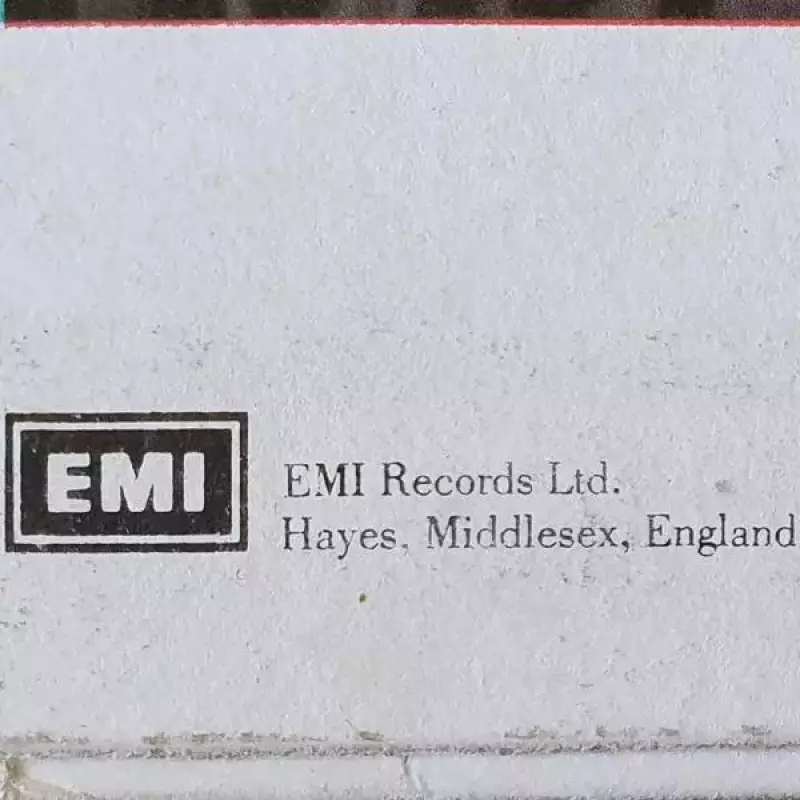 EMI
EMI Records Ltd.
Hayes, Middlesex, England